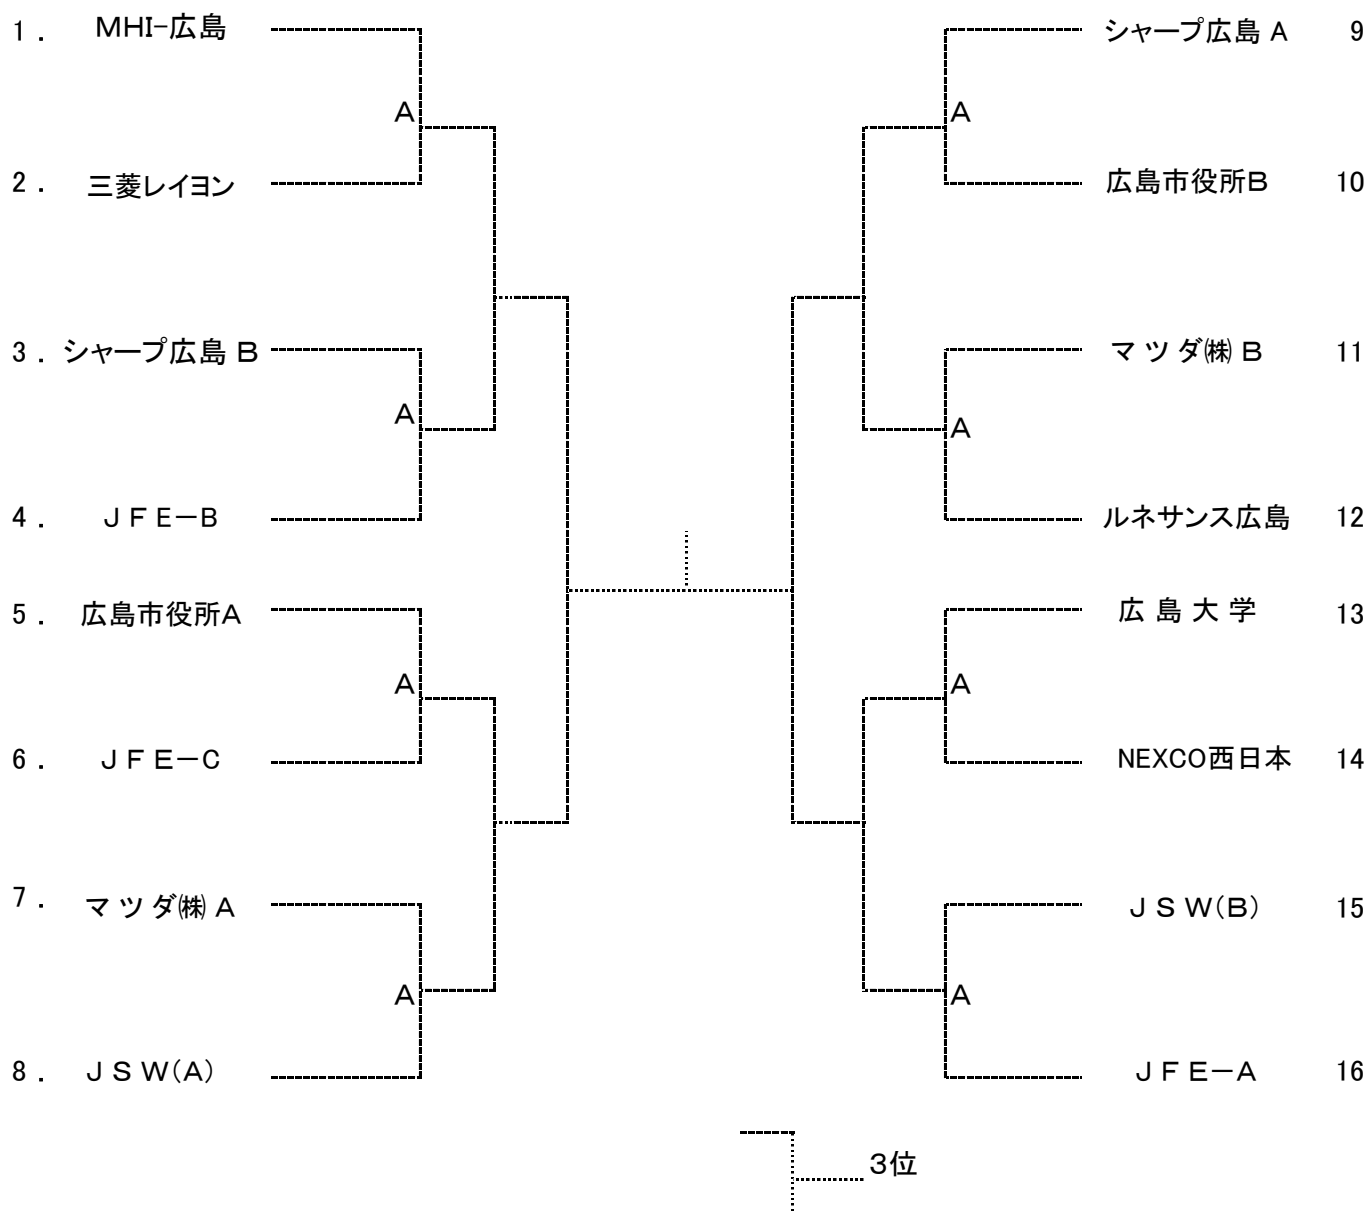 1． MHI-広島
A
2． 三菱レイヨン
3． シャープ広島 B
A
4． ＪＦＥ－B
5． 広島市役所A
A
6． ＪＦＥ－C
7． マツダ㈱ A
A
8． ＪＳＷ（A）
シャープ広島 A 9
A
広島市役所B 10
マツダ㈱ B 11
A
ルネサンス広島 12
広島大学 13
A
NEXCO西日本 14
ＪＳＷ（B） 15
A
ＪＦＥ－A 16
3位